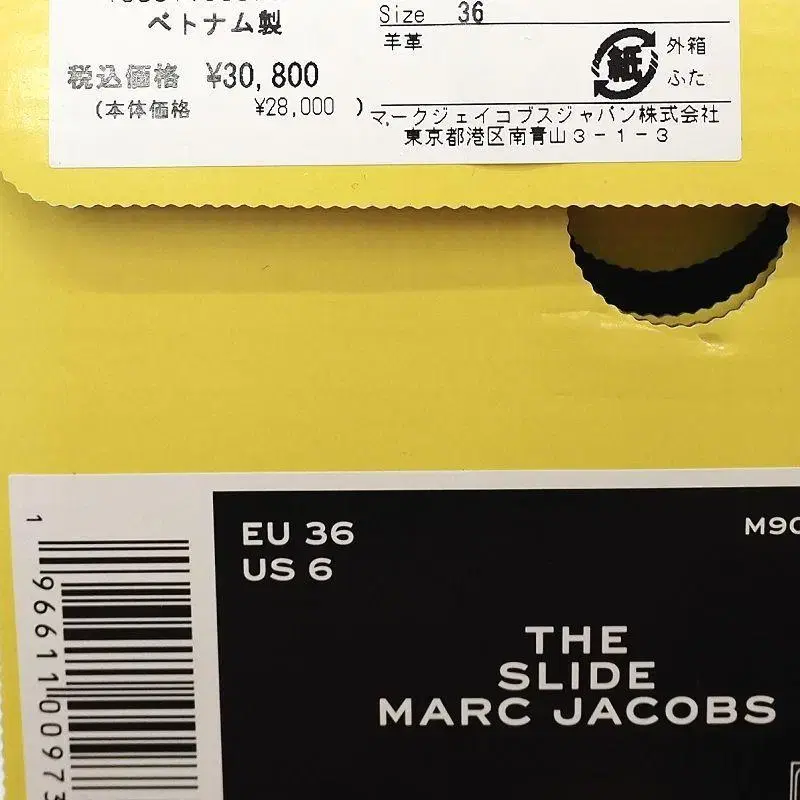 ベトナム製
Size 36
羊革
税込価格 ¥30,800
(本体価格 ¥28,000 )
紙
外箱
ふた
マークジェイコブスジャパン株式会社
東京都港区南青山3-1-3
EU 36
US 6
M90
THE
SLIDE
MARC JACOBS
1
9661100973